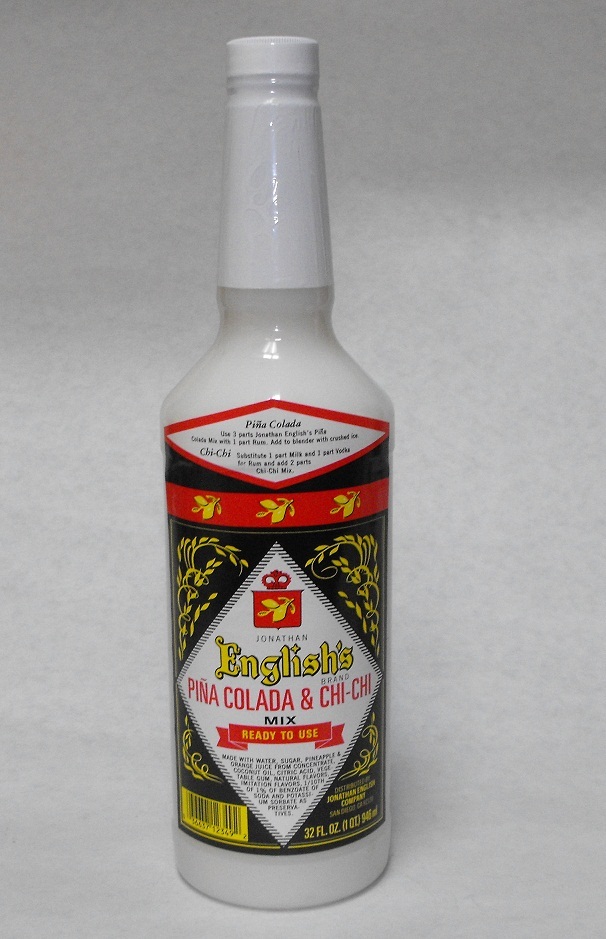 Piña Colada
Use 3 parts Jonathan English's Piña
Colada Mix with 1 part Rum. Add to blender with crushed ice.
Chi-Chi Substitute 1 part Milk and 1 part Vodka
for Rum and add 2 parts
Chi-Chi Mix.
JONATHAN
English's
BRAND
PIÑA COLADA & CHI-CHI
MIX
READY TO USE
MADE WITH WATER, SUGAR, PINEAPPLE &
ORANGE JUICE FROM CONCENTRATE,
COCONUT OIL, CITRIC ACID, VEGE-
TABLE GUM, NATURAL FLAVORS,
IMITATION FLAVORS, 1/10TH
OF 1% OF BENZOATE OF
SODA AND POTASSI-
UM SORBATE AS
PRESERVA-
TIVES.
DISTRIBUTED BY
JONATHAN ENGLISH
COMPANY
SAN DIEGO CA
32 FL. OZ. (1 QT.) 946 ml